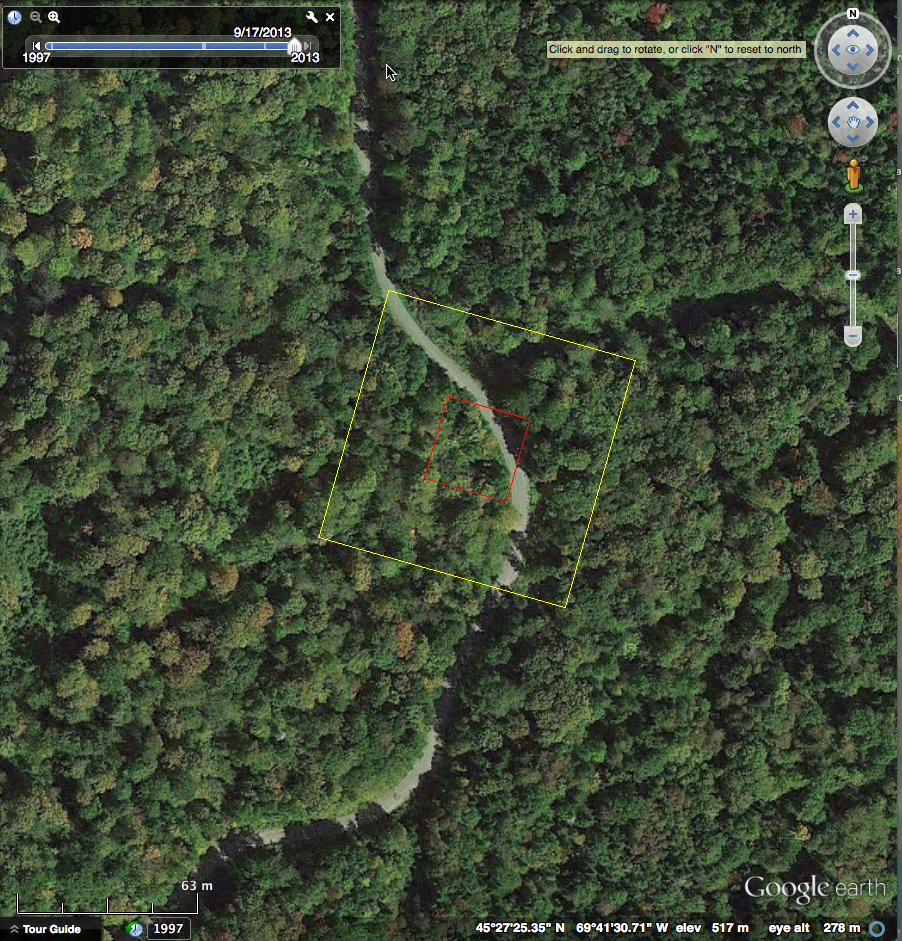 9/17/2013
1997
2013
Click and drag to rotate, or click "N" to reset to north
N
63 m
Google earth
Tour Guide
1997
45°27'25.35" N 69°41'30.71" W elev 517 m eye alt 278 m